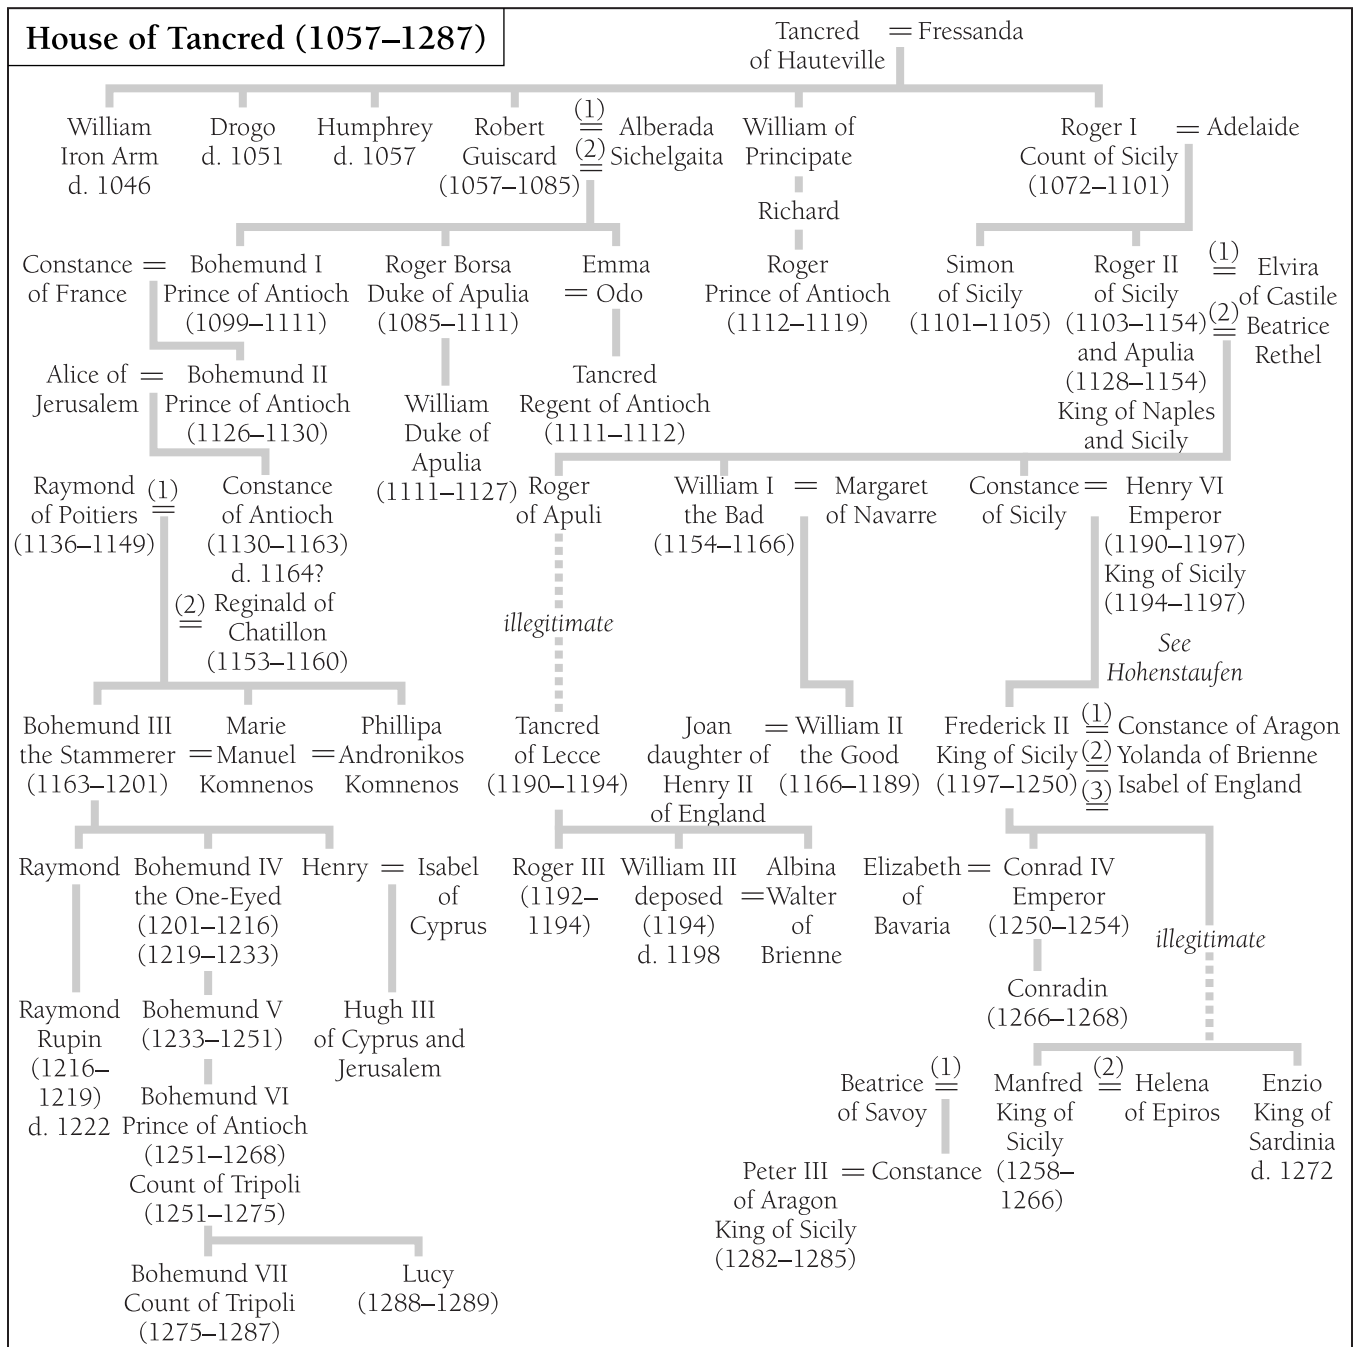 House of Tancred (1057–1287)
Tancred = Fressanda
of Hauteville
William
Iron Arm
d. 1046
Drogo
d. 1051
Humphrey
d. 1057
Robert
Guiscard
(1057–1085)
(1)
=
Alberada
(2)
=
Sichelgaita
William of
Principate
Richard
Roger I = Adelaide
Count of Sicily
(1072–1101)
Constance =
of France
Bohemund I
Prince of Antioch
(1099–1111)
Roger Borsa
Duke of Apulia
(1085–1111)
Emma
= Odo
Roger
Prince of Antioch
(1112–1119)
Simon
of Sicily
(1101–1105)
Roger II
of Sicily
(1103–1154)
and Apulia
(1128–1154)
King of Naples
and Sicily
(1)
=
Elvira
of Castile
(2)
=
Beatrice
Rethel
Alice of =
Jerusalem
Bohemund II
Prince of Antioch
(1126–1130)
William
Duke of
Apulia
(1111–1127)
Tancred
Regent of Antioch
(1111–1112)
Raymond
of Poitiers
(1136–1149)
(1)
=
Constance
of Antioch
(1130–1163)
d. 1164?
(2)
=
Reginald of
Chatillon
(1153–1160)
Roger
of Apuli
illegitimate
William I = Margaret
the Bad of Navarre
(1154–1166)
Constance =
of Sicily
Henry VI
Emperor
(1190–1197)
King of Sicily
(1194–1197)
See
Hohenstaufen
Bohemund III
the Stammerer
(1163–1201)
Marie
= Manuel
Komnenos
Phillipa
= Andronikos
Komnenos
Tancred
of Lecce
(1190–1194)
Joan =
daughter of
Henry II
of England
William II
the Good
(1166–1189)
Frederick II
King of Sicily
(1197–1250)
(1)
=
Constance of Aragon
(2)
=
Yolanda of Brienne
(3)
=
Isabel of England
Raymond
Bohemund IV
the One-Eyed
(1201–1216)
(1219–1233)
Henry = Isabel
of
Cyprus
Roger III
(1192–
1194)
William III
deposed
(1194)
d. 1198
Albina
= Walter
of
Brienne
Elizabeth =
of
Bavaria
Conrad IV
Emperor
(1250–1254)
illegitimate
Raymond
Rupin
(1216–
1219)
d. 1222
Bohemund V
(1233–1251)
Hugh III
of Cyprus and
Jerusalem
Conradin
(1266–1268)
Bohemund VI
Prince of Antioch
(1251–1268)
Count of Tripoli
(1251–1275)
Beatrice
of Savoy
(1)
=
Manfred
King of
Sicily
(1258–
1266)
(2)
=
Helena
of Epiros
Enzio
King of
Sardinia
d. 1272
Peter III = Constance
of Aragon
King of Sicily
(1282–1285)
Bohemund VII
Count of Tripoli
(1275–1287)
Lucy
(1288–1289)